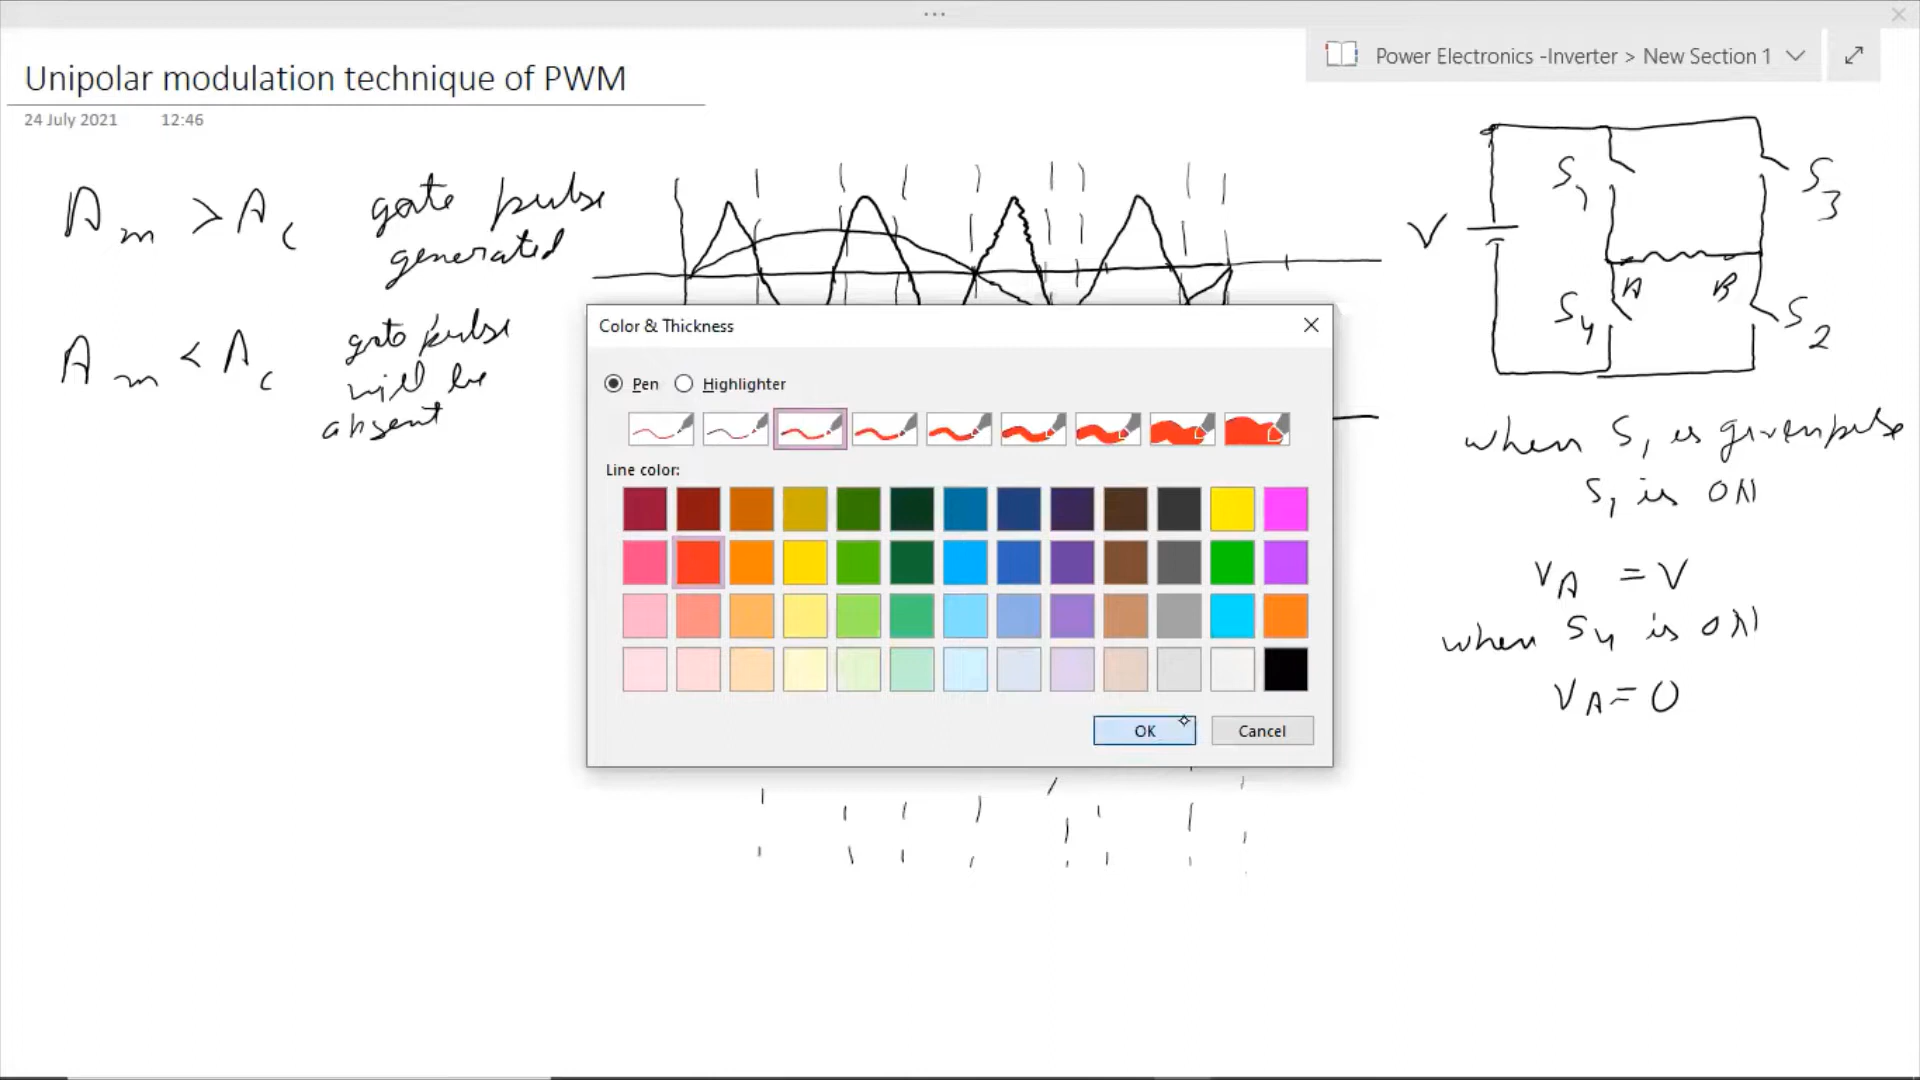 Power Electronics -Inverter > New Section 1
Unipolar modulation technique of PWM
24 July 2021 12:46
Am > Ac gate pulse
generated
Am < Ac gate pulse
will be
absent
V
S1
S3
A B
S4
S2
when S1 is given pulse
S1 is ON
VA = V
when S4 is ON
VA = 0
Color & Thickness
Pen Highlighter
Line color:
OK Cancel